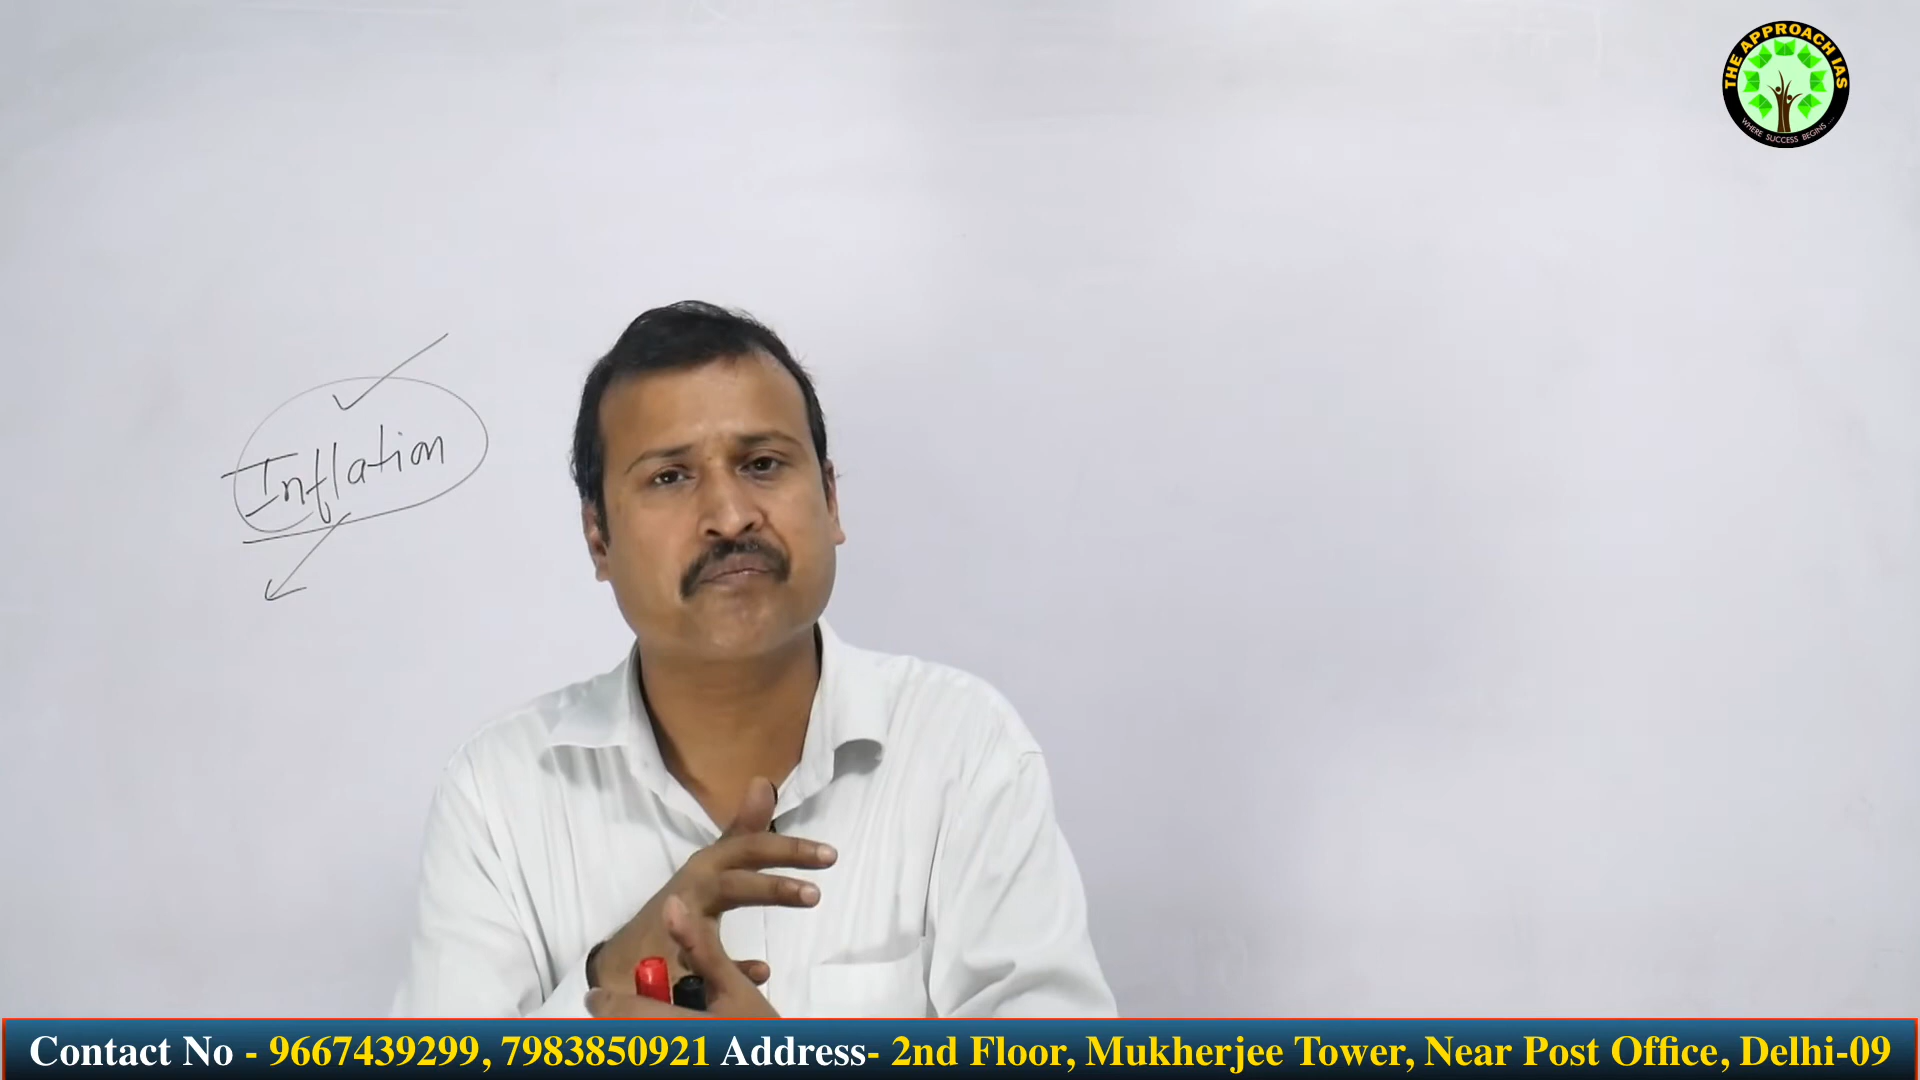 THE APPROACH IAS
WHERE SUCCESS BEGINS ....
Inflation
Contact No - 9667439299, 7983850921 Address- 2nd Floor, Mukherjee Tower, Near Post Office, Delhi-09